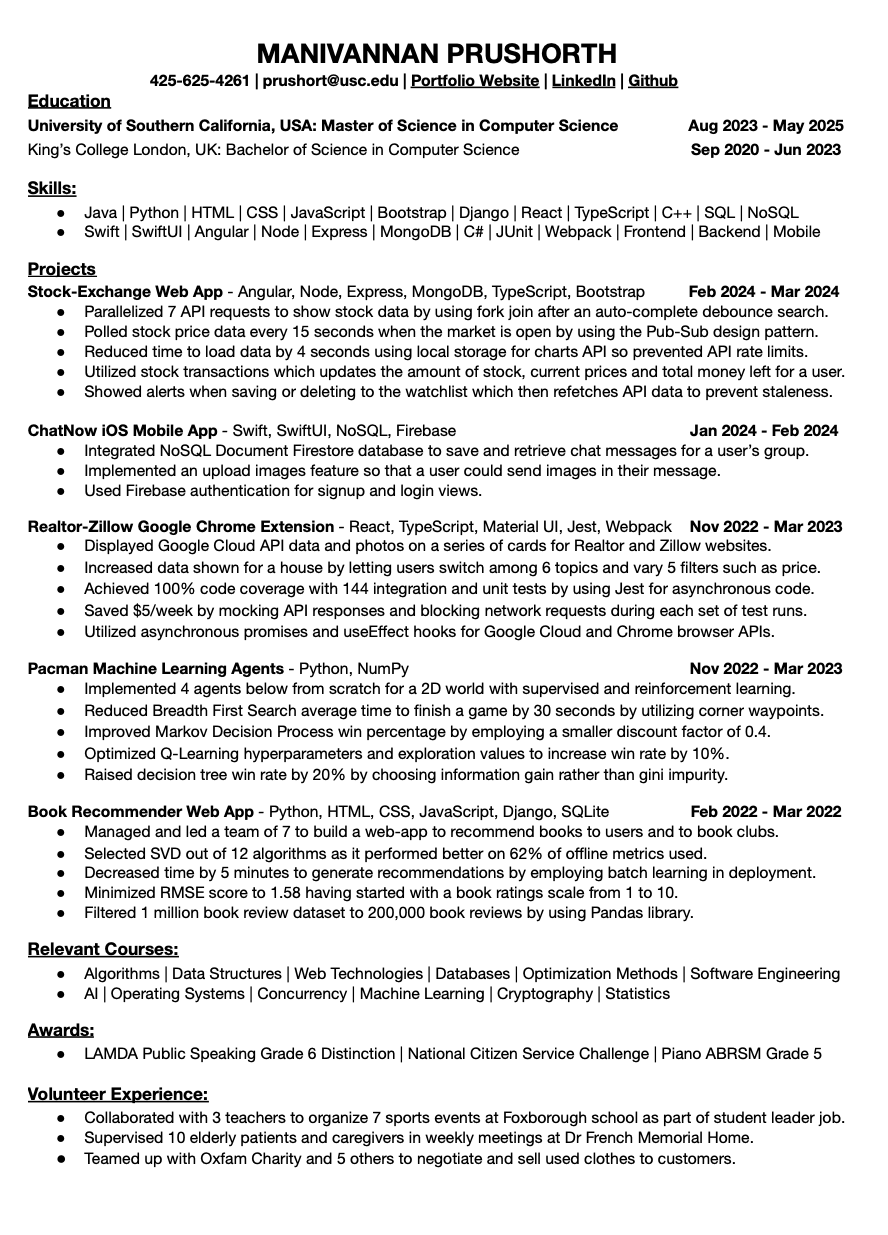 MANIVANNAN PRUSHORTH
425-625-4261 | prushort@usc.edu | Portfolio Website | LinkedIn | Github
Education
University of Southern California, USA: Master of Science in Computer Science Aug 2023 - May 2025
King's College London, UK: Bachelor of Science in Computer Science Sep 2020 - Jun 2023
Skills:
● Java | Python | HTML | CSS | JavaScript | Bootstrap | Django | React | TypeScript | C++ | SQL | NoSQL
● Swift | SwiftUI | Angular | Node | Express | MongoDB | C# | JUnit | Webpack | Frontend | Backend | Mobile
Projects
Stock-Exchange Web App - Angular, Node, Express, MongoDB, TypeScript, Bootstrap Feb 2024 - Mar 2024
● Parallelized 7 API requests to show stock data by using fork join after an auto-complete debounce search.
● Polled stock price data every 15 seconds when the market is open by using the Pub-Sub design pattern.
● Reduced time to load data by 4 seconds using local storage for charts API so prevented API rate limits.
● Utilized stock transactions which updates the amount of stock, current prices and total money left for a user.
● Showed alerts when saving or deleting to the watchlist which then refetches API data to prevent staleness.
ChatNow iOS Mobile App - Swift, SwiftUI, NoSQL, Firebase Jan 2024 - Feb 2024
● Integrated NoSQL Document Firestore database to save and retrieve chat messages for a user's group.
● Implemented an upload images feature so that a user could send images in their message.
● Used Firebase authentication for signup and login views.
Realtor-Zillow Google Chrome Extension - React, TypeScript, Material UI, Jest, Webpack Nov 2022 - Mar 2023
● Displayed Google Cloud API data and photos on a series of cards for Realtor and Zillow websites.
● Increased data shown for a house by letting users switch among 6 topics and vary 5 filters such as price.
● Achieved 100% code coverage with 144 integration and unit tests by using Jest for asynchronous code.
● Saved $5/week by mocking API responses and blocking network requests during each set of test runs.
● Utilized asynchronous promises and useEffect hooks for Google Cloud and Chrome browser APIs.
Pacman Machine Learning Agents - Python, NumPy Nov 2022 - Mar 2023
● Implemented 4 agents below from scratch for a 2D world with supervised and reinforcement learning.
● Reduced Breadth First Search average time to finish a game by 30 seconds by utilizing corner waypoints.
● Improved Markov Decision Process win percentage by employing a smaller discount factor of 0.4.
● Optimized Q-Learning hyperparameters and exploration values to increase win rate by 10%.
● Raised decision tree win rate by 20% by choosing information gain rather than gini impurity.
Book Recommender Web App - Python, HTML, CSS, JavaScript, Django, SQLite Feb 2022 - Mar 2022
● Managed and led a team of 7 to build a web-app to recommend books to users and to book clubs.
● Selected SVD out of 12 algorithms as it performed better on 62% of offline metrics used.
● Decreased time by 5 minutes to generate recommendations by employing batch learning in deployment.
● Minimized RMSE score to 1.58 having started with a book ratings scale from 1 to 10.
● Filtered 1 million book review dataset to 200,000 book reviews by using Pandas library.
Relevant Courses:
● Algorithms | Data Structures | Web Technologies | Databases | Optimization Methods | Software Engineering
● AI | Operating Systems | Concurrency | Machine Learning | Cryptography | Statistics
Awards:
● LAMDA Public Speaking Grade 6 Distinction | National Citizen Service Challenge | Piano ABRSM Grade 5
Volunteer Experience:
● Collaborated with 3 teachers to organize 7 sports events at Foxborough school as part of student leader job.
● Supervised 10 elderly patients and caregivers in weekly meetings at Dr French Memorial Home.
● Teamed up with Oxfam Charity and 5 others to negotiate and sell used clothes to customers.